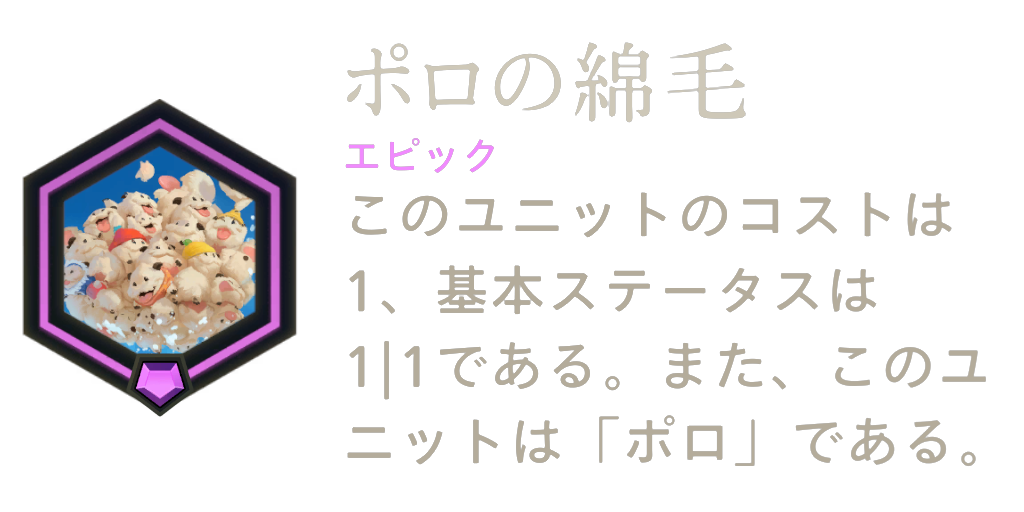 ポロの綿毛
エピック
このユニットのコストは
1、基本ステータスは
1|1である。また、このユ
ニットは「ポロ」である。